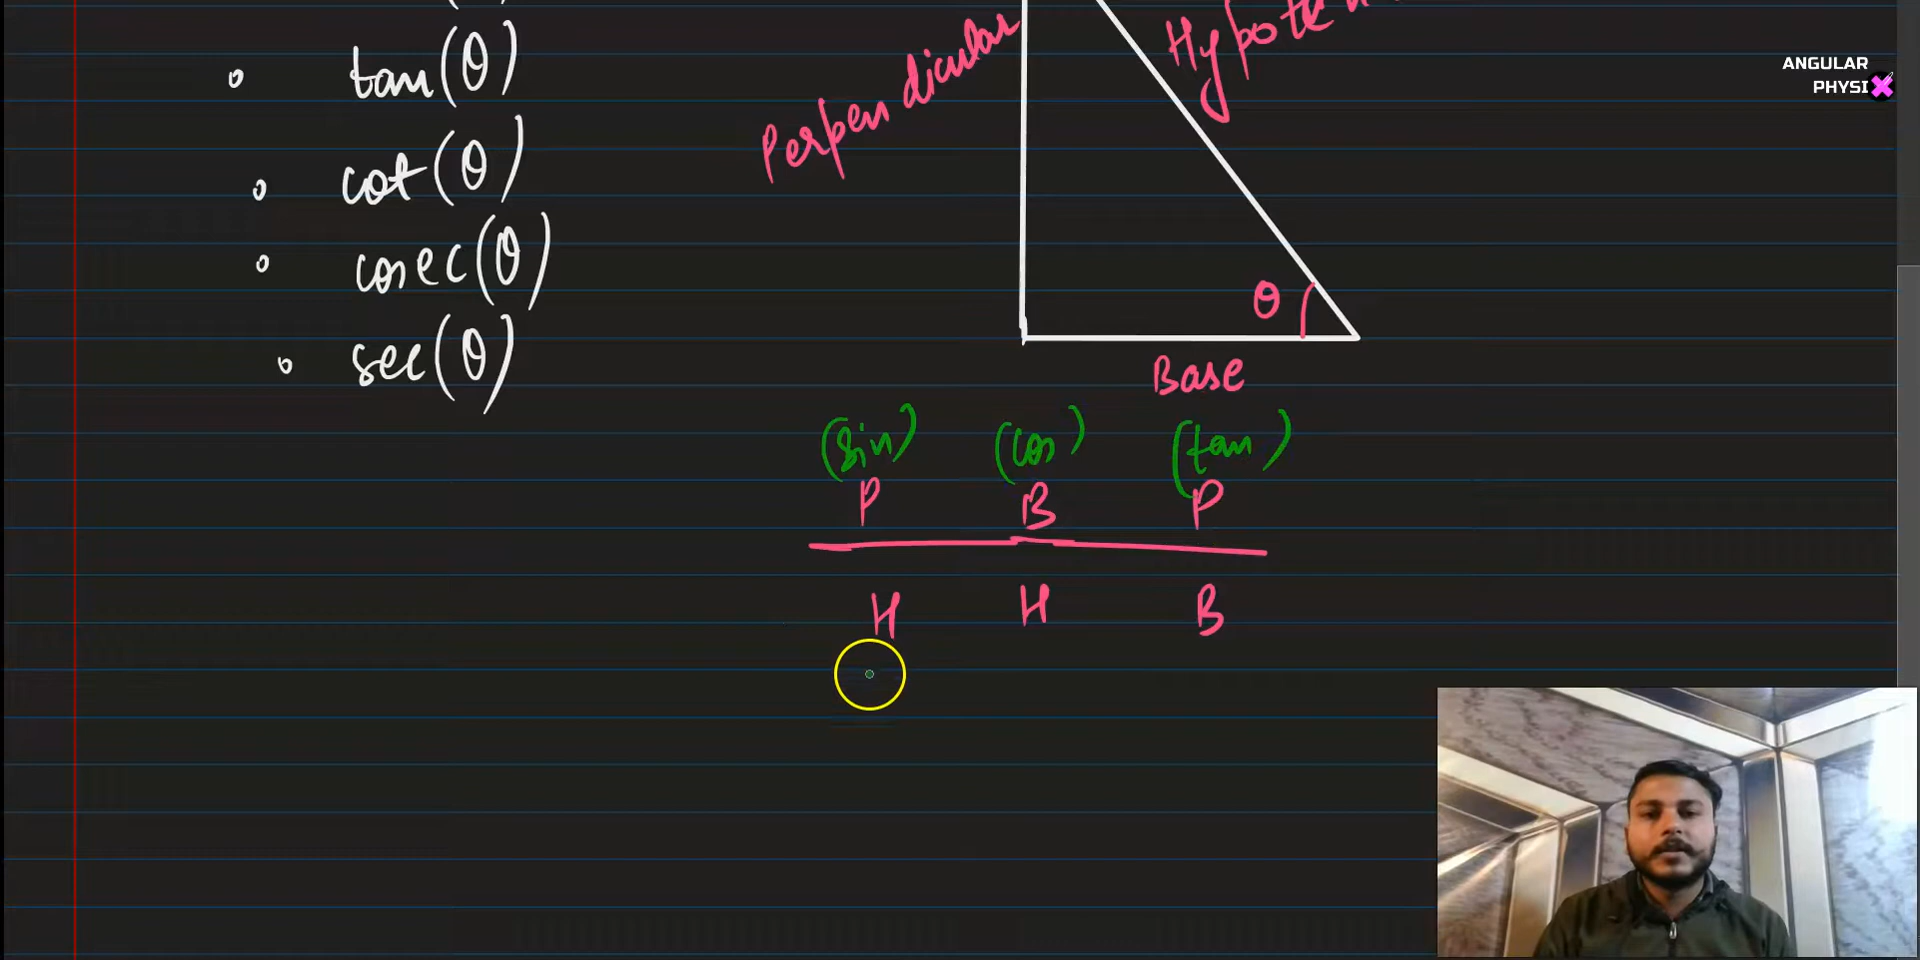 tan(θ)
cot(θ)
cosec(θ)
sec(θ)
Perpendicular
ANGULAR
PHYSIX
θ
Base
(sin) (cos) (tan)
P B P
H H B